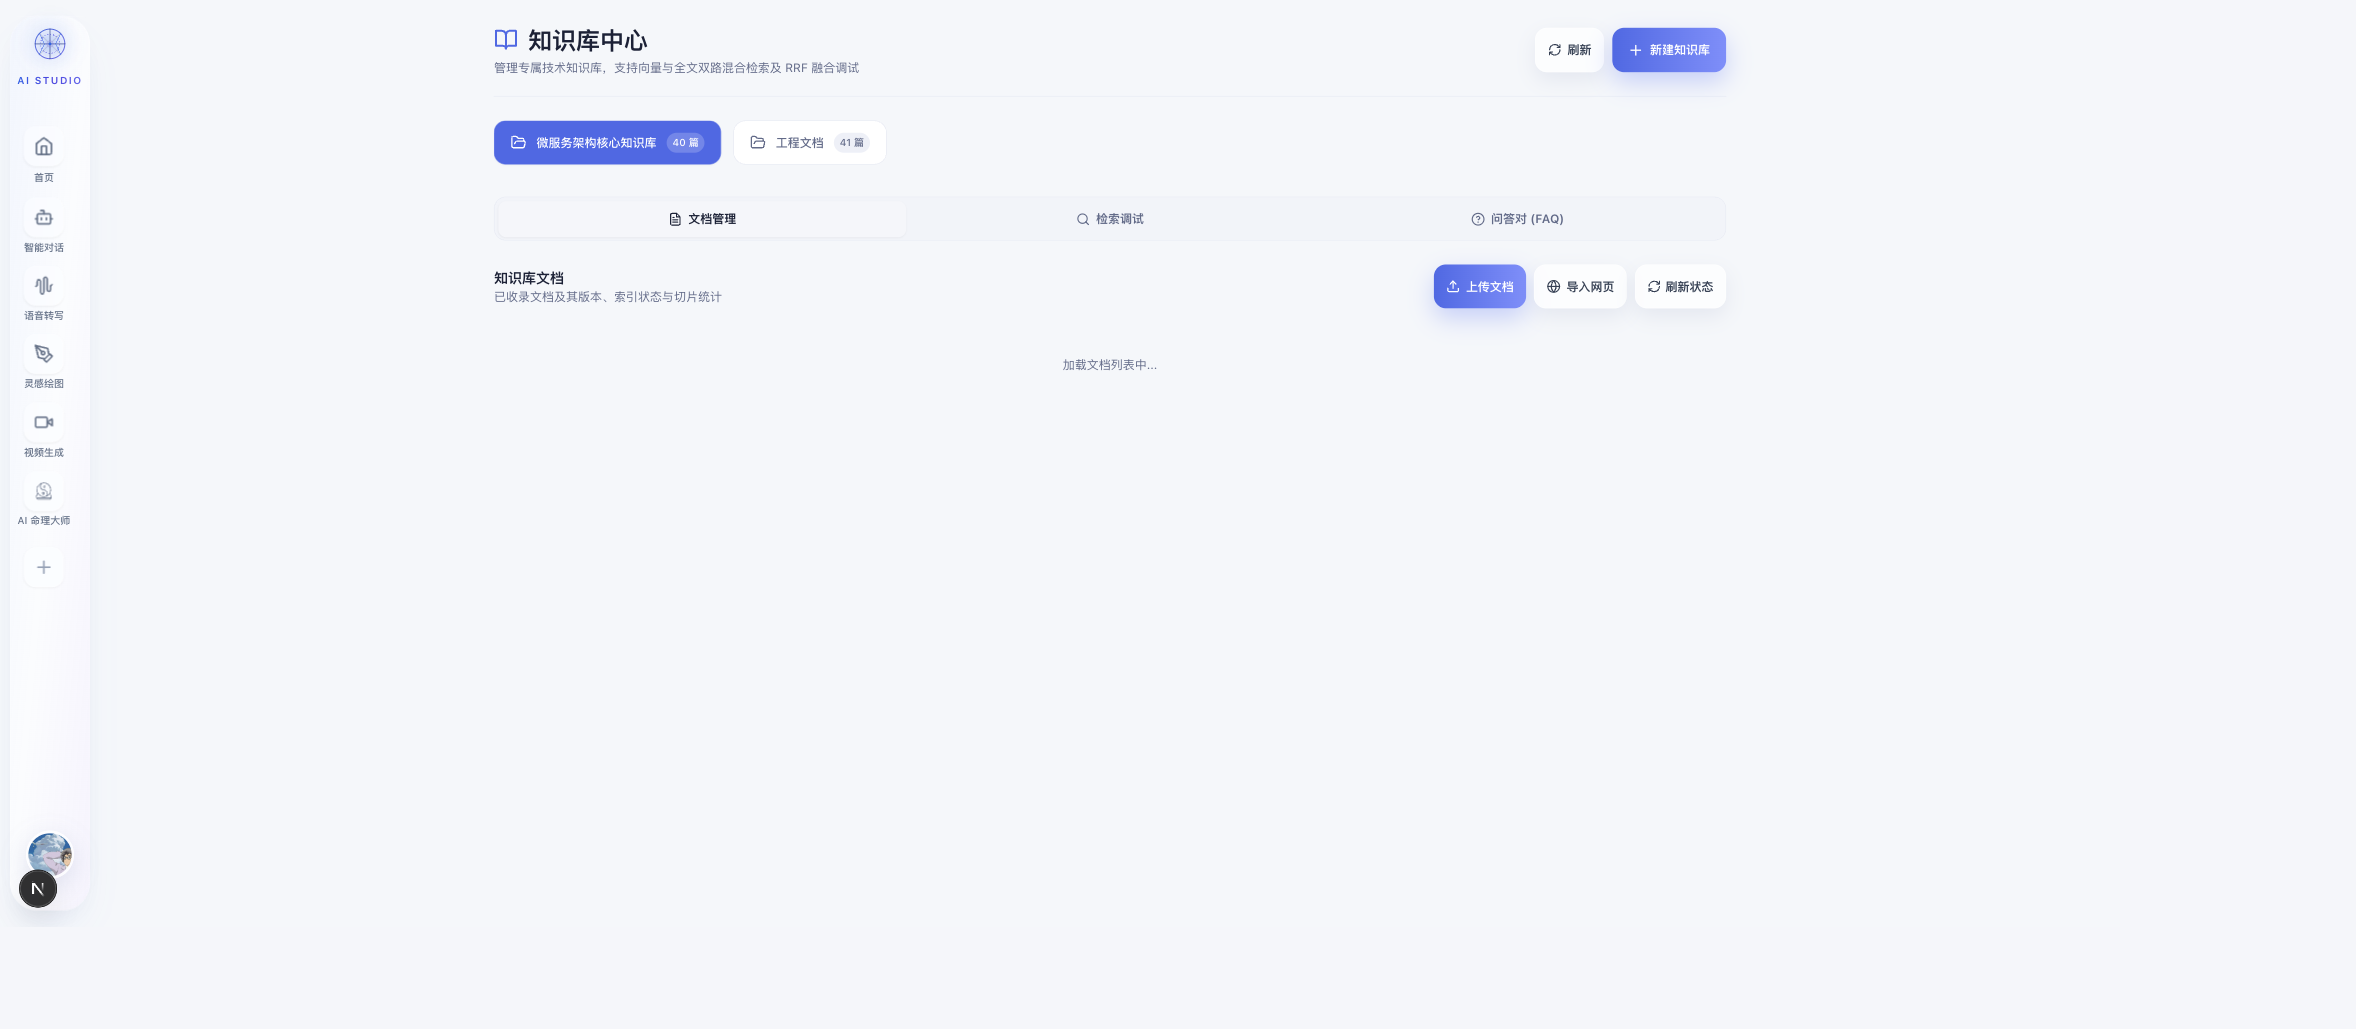 AI STUDIO
首页
智能对话
语音转写
灵感绘图
视频生成
AI 命理大师
N
知识库中心
管理专属技术知识库，支持向量与全文双路混合检索及 RRF 融合调试
刷新
新建知识库
微服务架构核心知识库 40 篇
工程文档 41 篇
文档管理
检索调试
问答对 (FAQ)
知识库文档
已收录文档及其版本、索引状态与切片统计
上传文档
导入网页
刷新状态
加载文档列表中...